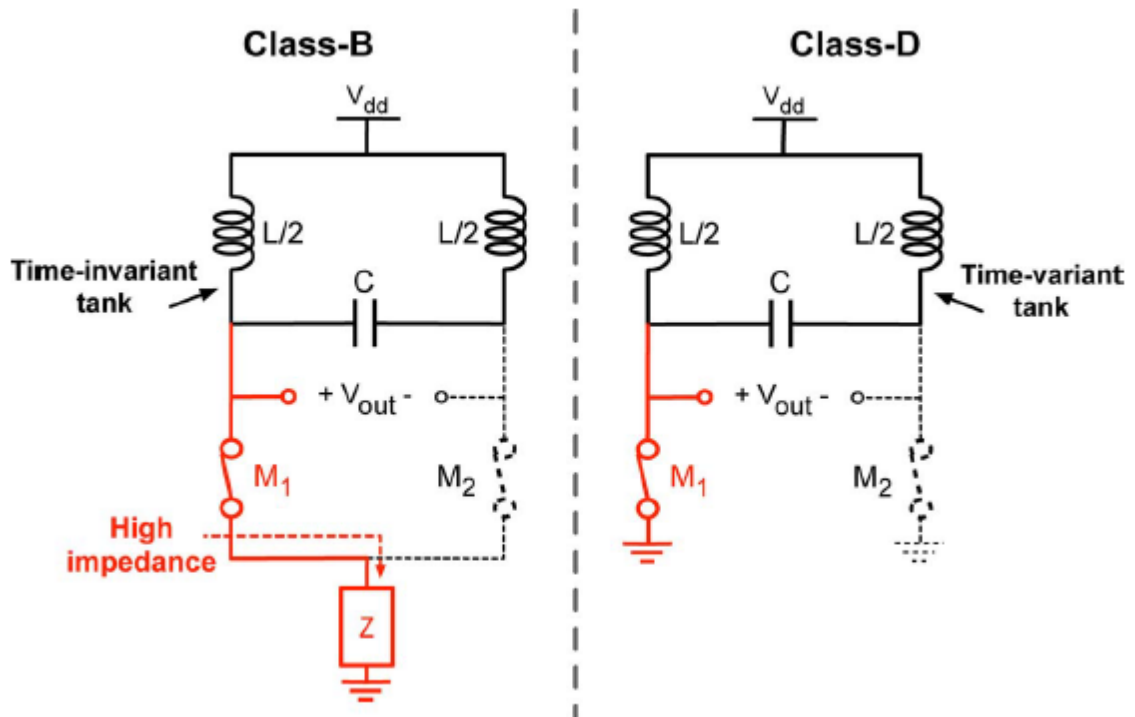 Class-B
V_dd
L/2
L/2
Time-invariant
tank
C
+ V_out -
M_1
M_2
High
impedance
Z
Class-D
V_dd
L/2
L/2
Time-variant
tank
C
+ V_out -
M_1
M_2